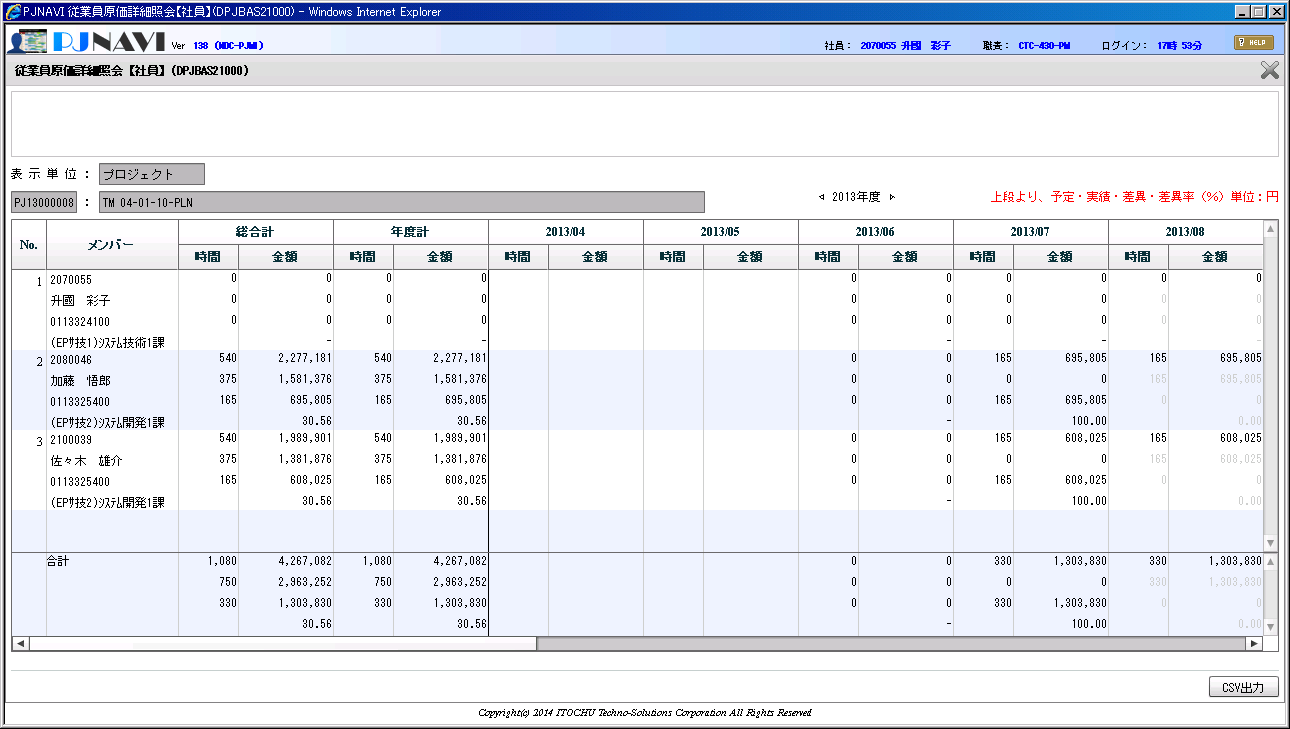 PJNAVI 従業員原価詳細照会【社員】(DPJBAS21000) - Windows Internet Explorer
PJNAVI Ver 138 (NDC-PJMI) 社員： 2070055 升國 彩子 職責： CTC-430-PM ログイン： 17時 53分 ? HELP
従業員原価詳細照会【社員】(DPJBAS21000)
表示単位： プロジェクト
PJ13000008 ： TM 04-01-10-PLN 2013年度 上段より、予定・実績・差異・差異率（％）単位：円
No. メンバー 総合計 年度計 2013/04 2013/05 2013/06 2013/07 2013/08
時間 金額 時間 金額 時間 金額 時間 金額 時間 金額 時間 金額 時間 金額
1 2070055 0 0 0 0 0 0 0 0 0 0
升國 彩子 0 0 0 0 0 0 0 0 0 0
0113324100 0 0 0 0 0 0 0 0 0 0
(EPサ技1)システム技術1課 - - - - -
2 2080046 540 2,277,181 540 2,277,181 0 0 165 695,805 165 695,805
加藤 悟郎 375 1,581,376 375 1,581,376 0 0 0 0 165 695,805
0113325400 165 695,805 165 695,805 0 0 165 695,805 0 0
(EPサ技2)システム開発1課 30.56 30.56 - 100.00 0.00
3 2100039 540 1,989,901 540 1,989,901 0 0 165 608,025 165 608,025
佐々木 雄介 375 1,381,876 375 1,381,876 0 0 0 0 165 608,025
0113325400 165 608,025 165 608,025 0 0 165 608,025 0 0
(EPサ技2)システム開発1課 30.56 30.56 - 100.00 0.00
合計 1,080 4,267,082 1,080 4,267,082 0 0 330 1,303,830 330 1,303,830
750 2,963,252 750 2,963,252 0 0 0 0 330 1,303,830
330 1,303,830 330 1,303,830 0 0 330 1,303,830 0 0
30.56 30.56 - 100.00 0.00
CSV出力
Copyright(c) 2014 ITOCHU Techno-Solutions Corporation All Rights Reserved